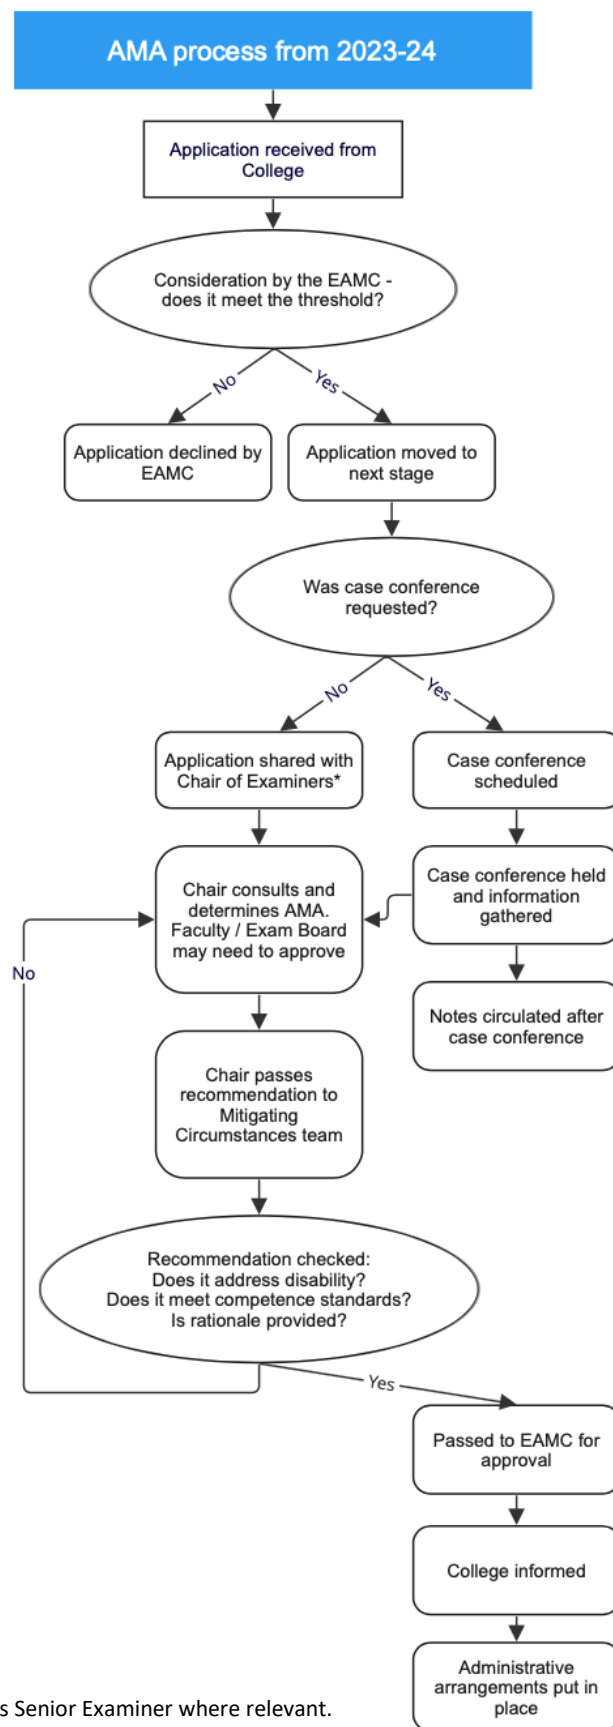 AMA process from 2023-24
Application received from
College
Consideration by the EAMC -
does it meet the threshold?
No
Yes
Application declined by
EAMC
Application moved to
next stage
Was case conference
requested?
No
Yes
Application shared with
Chair of Examiners*
Case conference
scheduled
Chair consults and
determines AMA.
Faculty / Exam Board
may need to approve
Case conference held
and information
gathered
No
Notes circulated after
case conference
Chair passes
recommendation to
Mitigating
Circumstances team
Recommendation checked:
Does it address disability?
Does it meet competence standards?
Is rationale provided?
Yes
Passed to EAMC for
approval
College informed
Administrative
arrangements put in
place
s Senior Examiner where relevant.